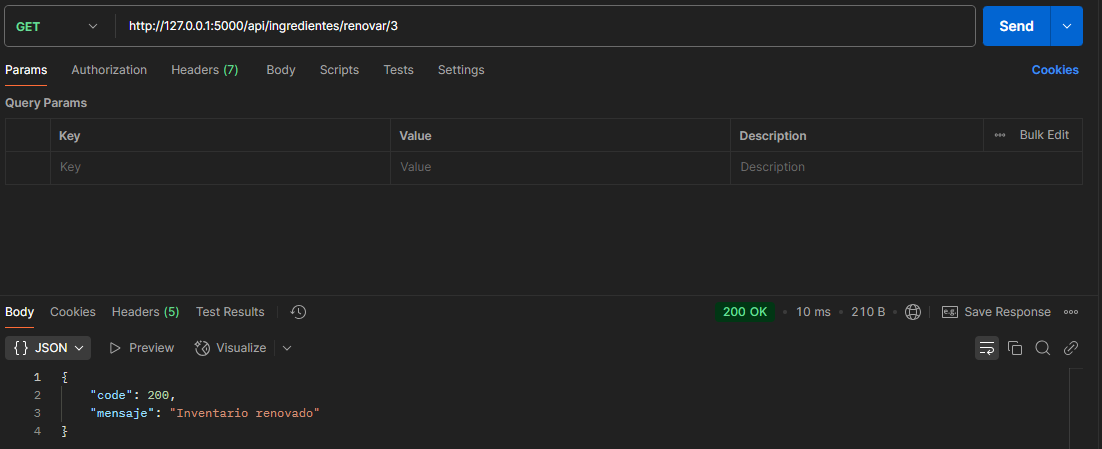 GET http://127.0.0.1:5000/api/ingredientes/renovar/3 Send
Params Authorization Headers (7) Body Scripts Tests Settings Cookies
Query Params
Key Value Description Bulk Edit
Key Value Description
Body Cookies Headers (5) Test Results 200 OK 10 ms 210 B e.g. Save Response
{} JSON Preview Visualize
1 {
2 "code": 200,
3 "mensaje": "Inventario renovado"
4 }